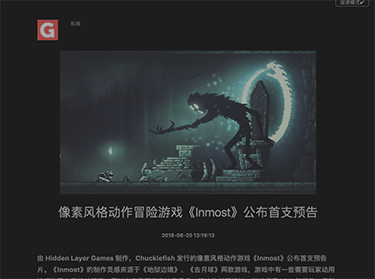 阅读模式✔
G
机核
像素风格动作冒险游戏《Inmost》公布首支预告
2018-08-20 13:19:13
由 Hidden Layer Games 制作，Chucklefish 发行的像素风格动作游戏《Inmost》公布首支预告
片。《Inmost》的制作灵感来源于《地狱边境》、《去月球》两款游戏，游戏中有一些需要玩家动用